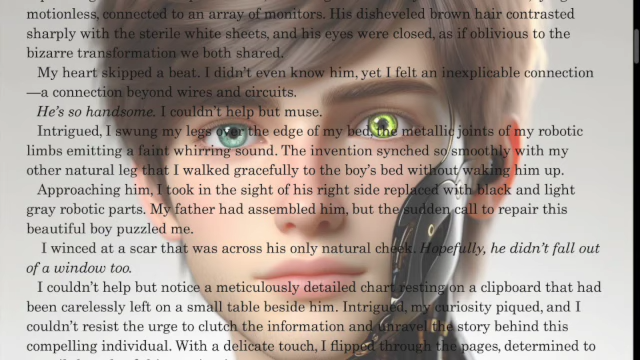 motionless, connected to an array of monitors. His disheveled brown hair contrasted
sharply with the sterile white sheets, and his eyes were closed, as if oblivious to the
bizarre transformation we both shared.
My heart skipped a beat. I didn't even know him, yet I felt an inexplicable connection
—a connection beyond wires and circuits.
He's so handsome. I couldn't help but muse.
Intrigued, I swung my legs over the edge of my bed, the metallic joints of my robotic
limbs emitting a faint whirring sound. The invention synched so smoothly with my
other natural leg that I walked gracefully to the boy's bed without waking him up.
Approaching him, I took in the sight of his right side replaced with black and light
gray robotic parts. My father had assembled him, but the sudden call to repair this
beautiful boy puzzled me.
I winced at a scar that was across his only natural cheek. Hopefully, he didn't fall out
of a window too.
I couldn't help but notice a meticulously detailed chart resting on a clipboard that had
been carelessly left on a small table beside him. Intrigued, my curiosity piqued, and I
couldn't resist the urge to clutch the information and unravel the story behind this
compelling individual. With a delicate touch, I flipped through the pages, determined to